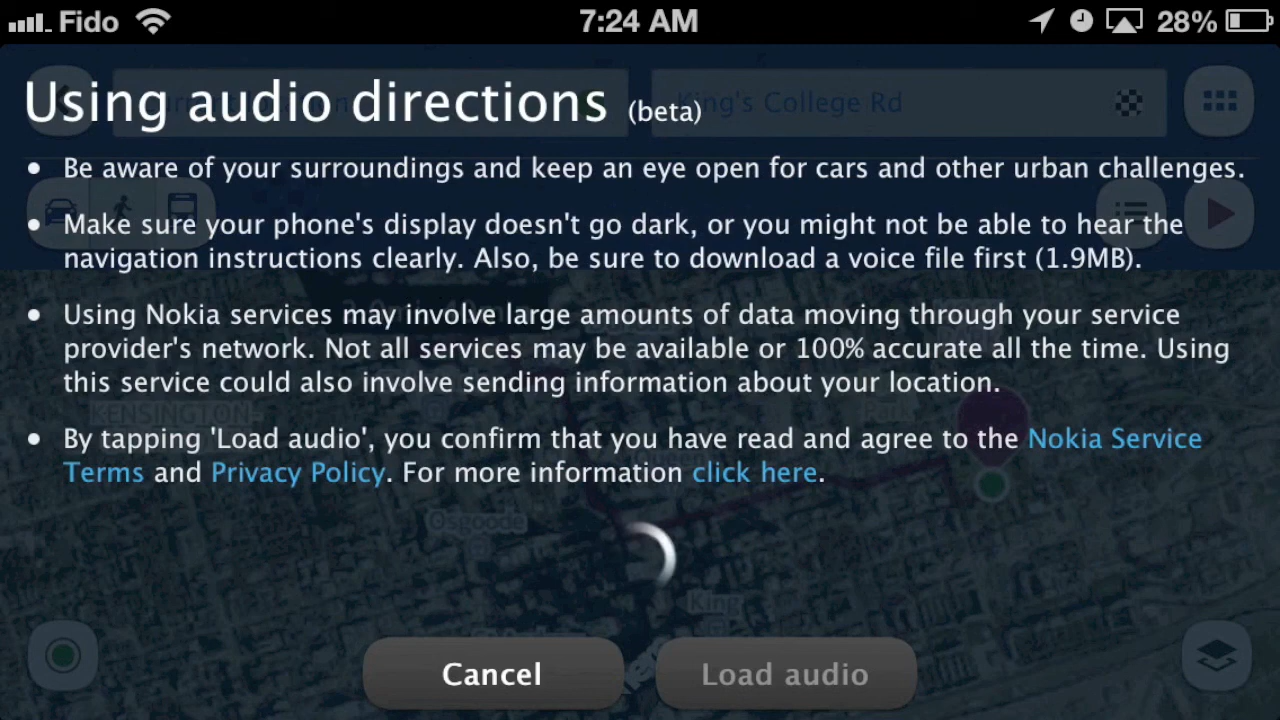 Fido 7:24 AM 28%
Using audio directions (beta)
King's College Rd
• Be aware of your surroundings and keep an eye open for cars and other urban challenges.
• Make sure your phone's display doesn't go dark, or you might not be able to hear the
navigation instructions clearly. Also, be sure to download a voice file first (1.9MB).
• Using Nokia services may involve large amounts of data moving through your service
provider's network. Not all services may be available or 100% accurate all the time. Using
this service could also involve sending information about your location.
KENSINGTON
Park
• By tapping 'Load audio', you confirm that you have read and agree to the Nokia Service
Terms and Privacy Policy. For more information click here.
Osgoode
King
Cancel Load audio